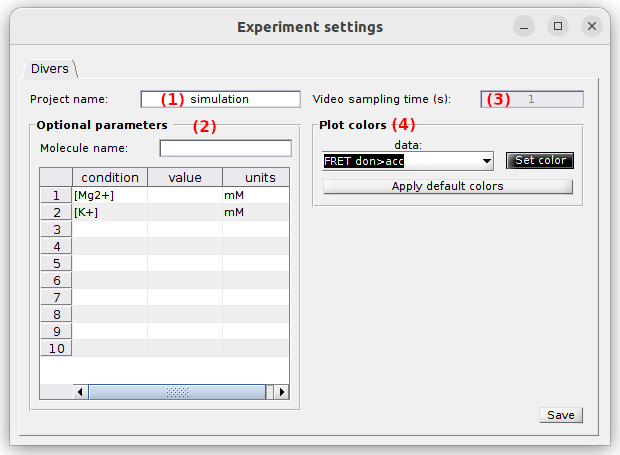 Experiment settings
Divers
Project name: (1) simulation
Video sampling time (s): (3) 1
Optional parameters (2)
Molecule name:
condition value units
1 [Mg2+] mM
2 [K+] mM
3
4
5
6
7
8
9
10
Plot colors (4)
data:
FRET don>acc Set color
Apply default colors
Save